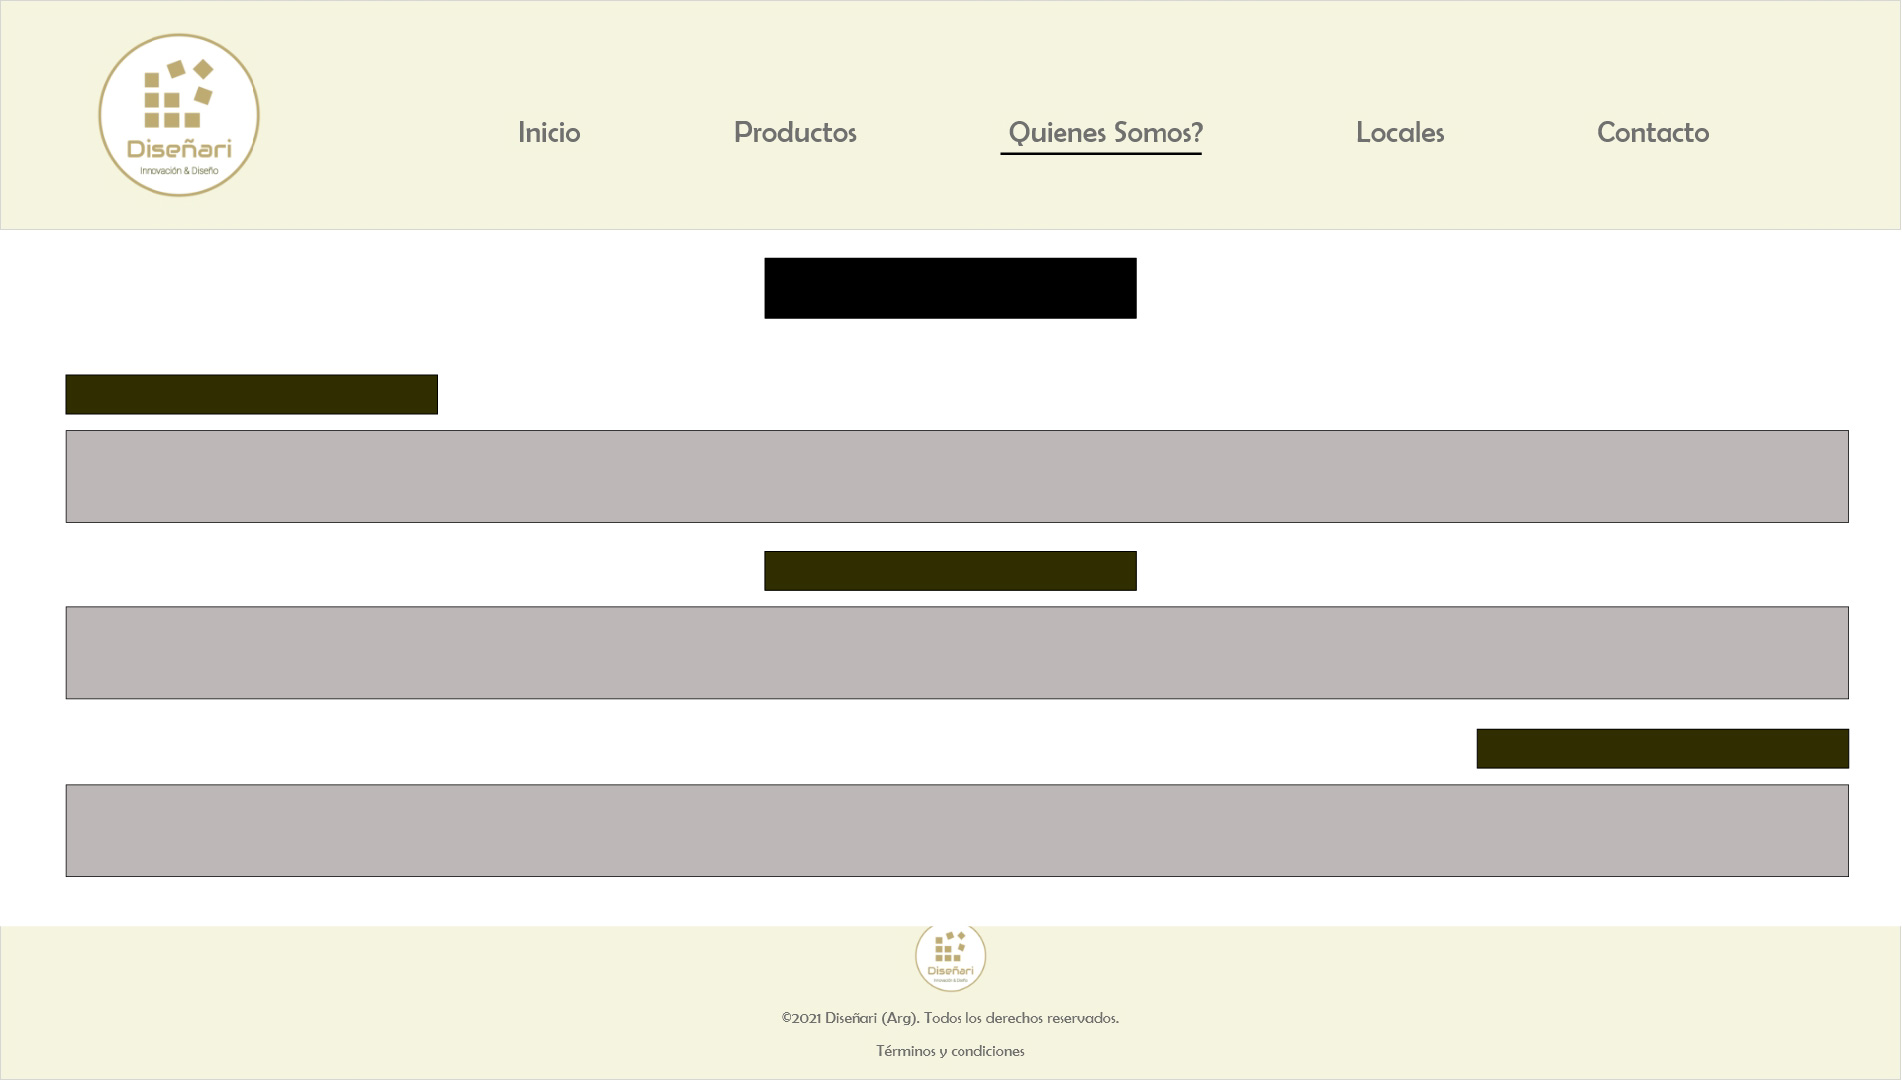 Diseñari
Innovación & Diseño
Inicio Productos Quienes Somos? Locales Contacto
Diseñari
Innovación & Diseño
©2021 Diseñari (Arg). Todos los derechos reservados.
Términos y condiciones